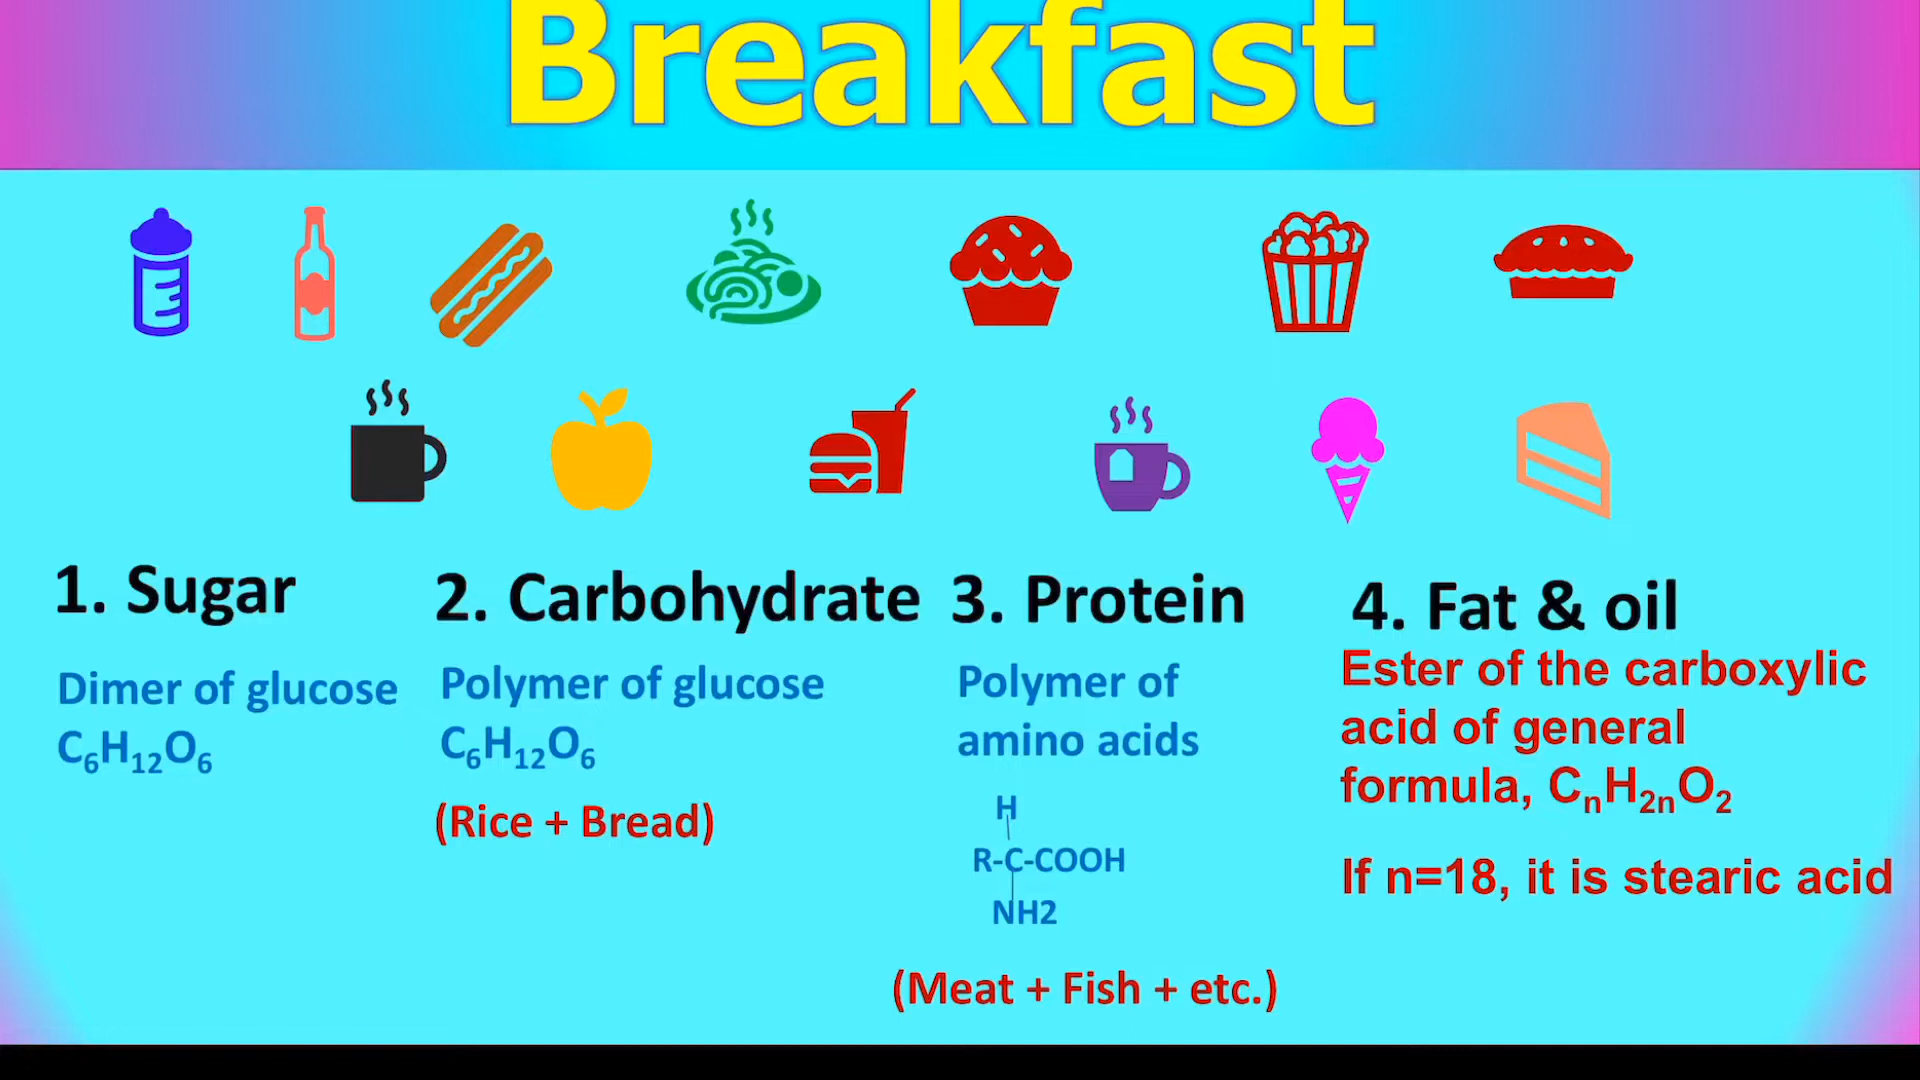 Breakfast
1. Sugar
Dimer of glucose
C₆H₁₂O₆
2. Carbohydrate
Polymer of glucose
C₆H₁₂O₆
(Rice + Bread)
3. Protein
Polymer of
amino acids
H
R-C-COOH
NH2
(Meat + Fish + etc.)
4. Fat & oil
Ester of the carboxylic
acid of general
formula, CₙH₂ₙO₂
If n=18, it is stearic acid